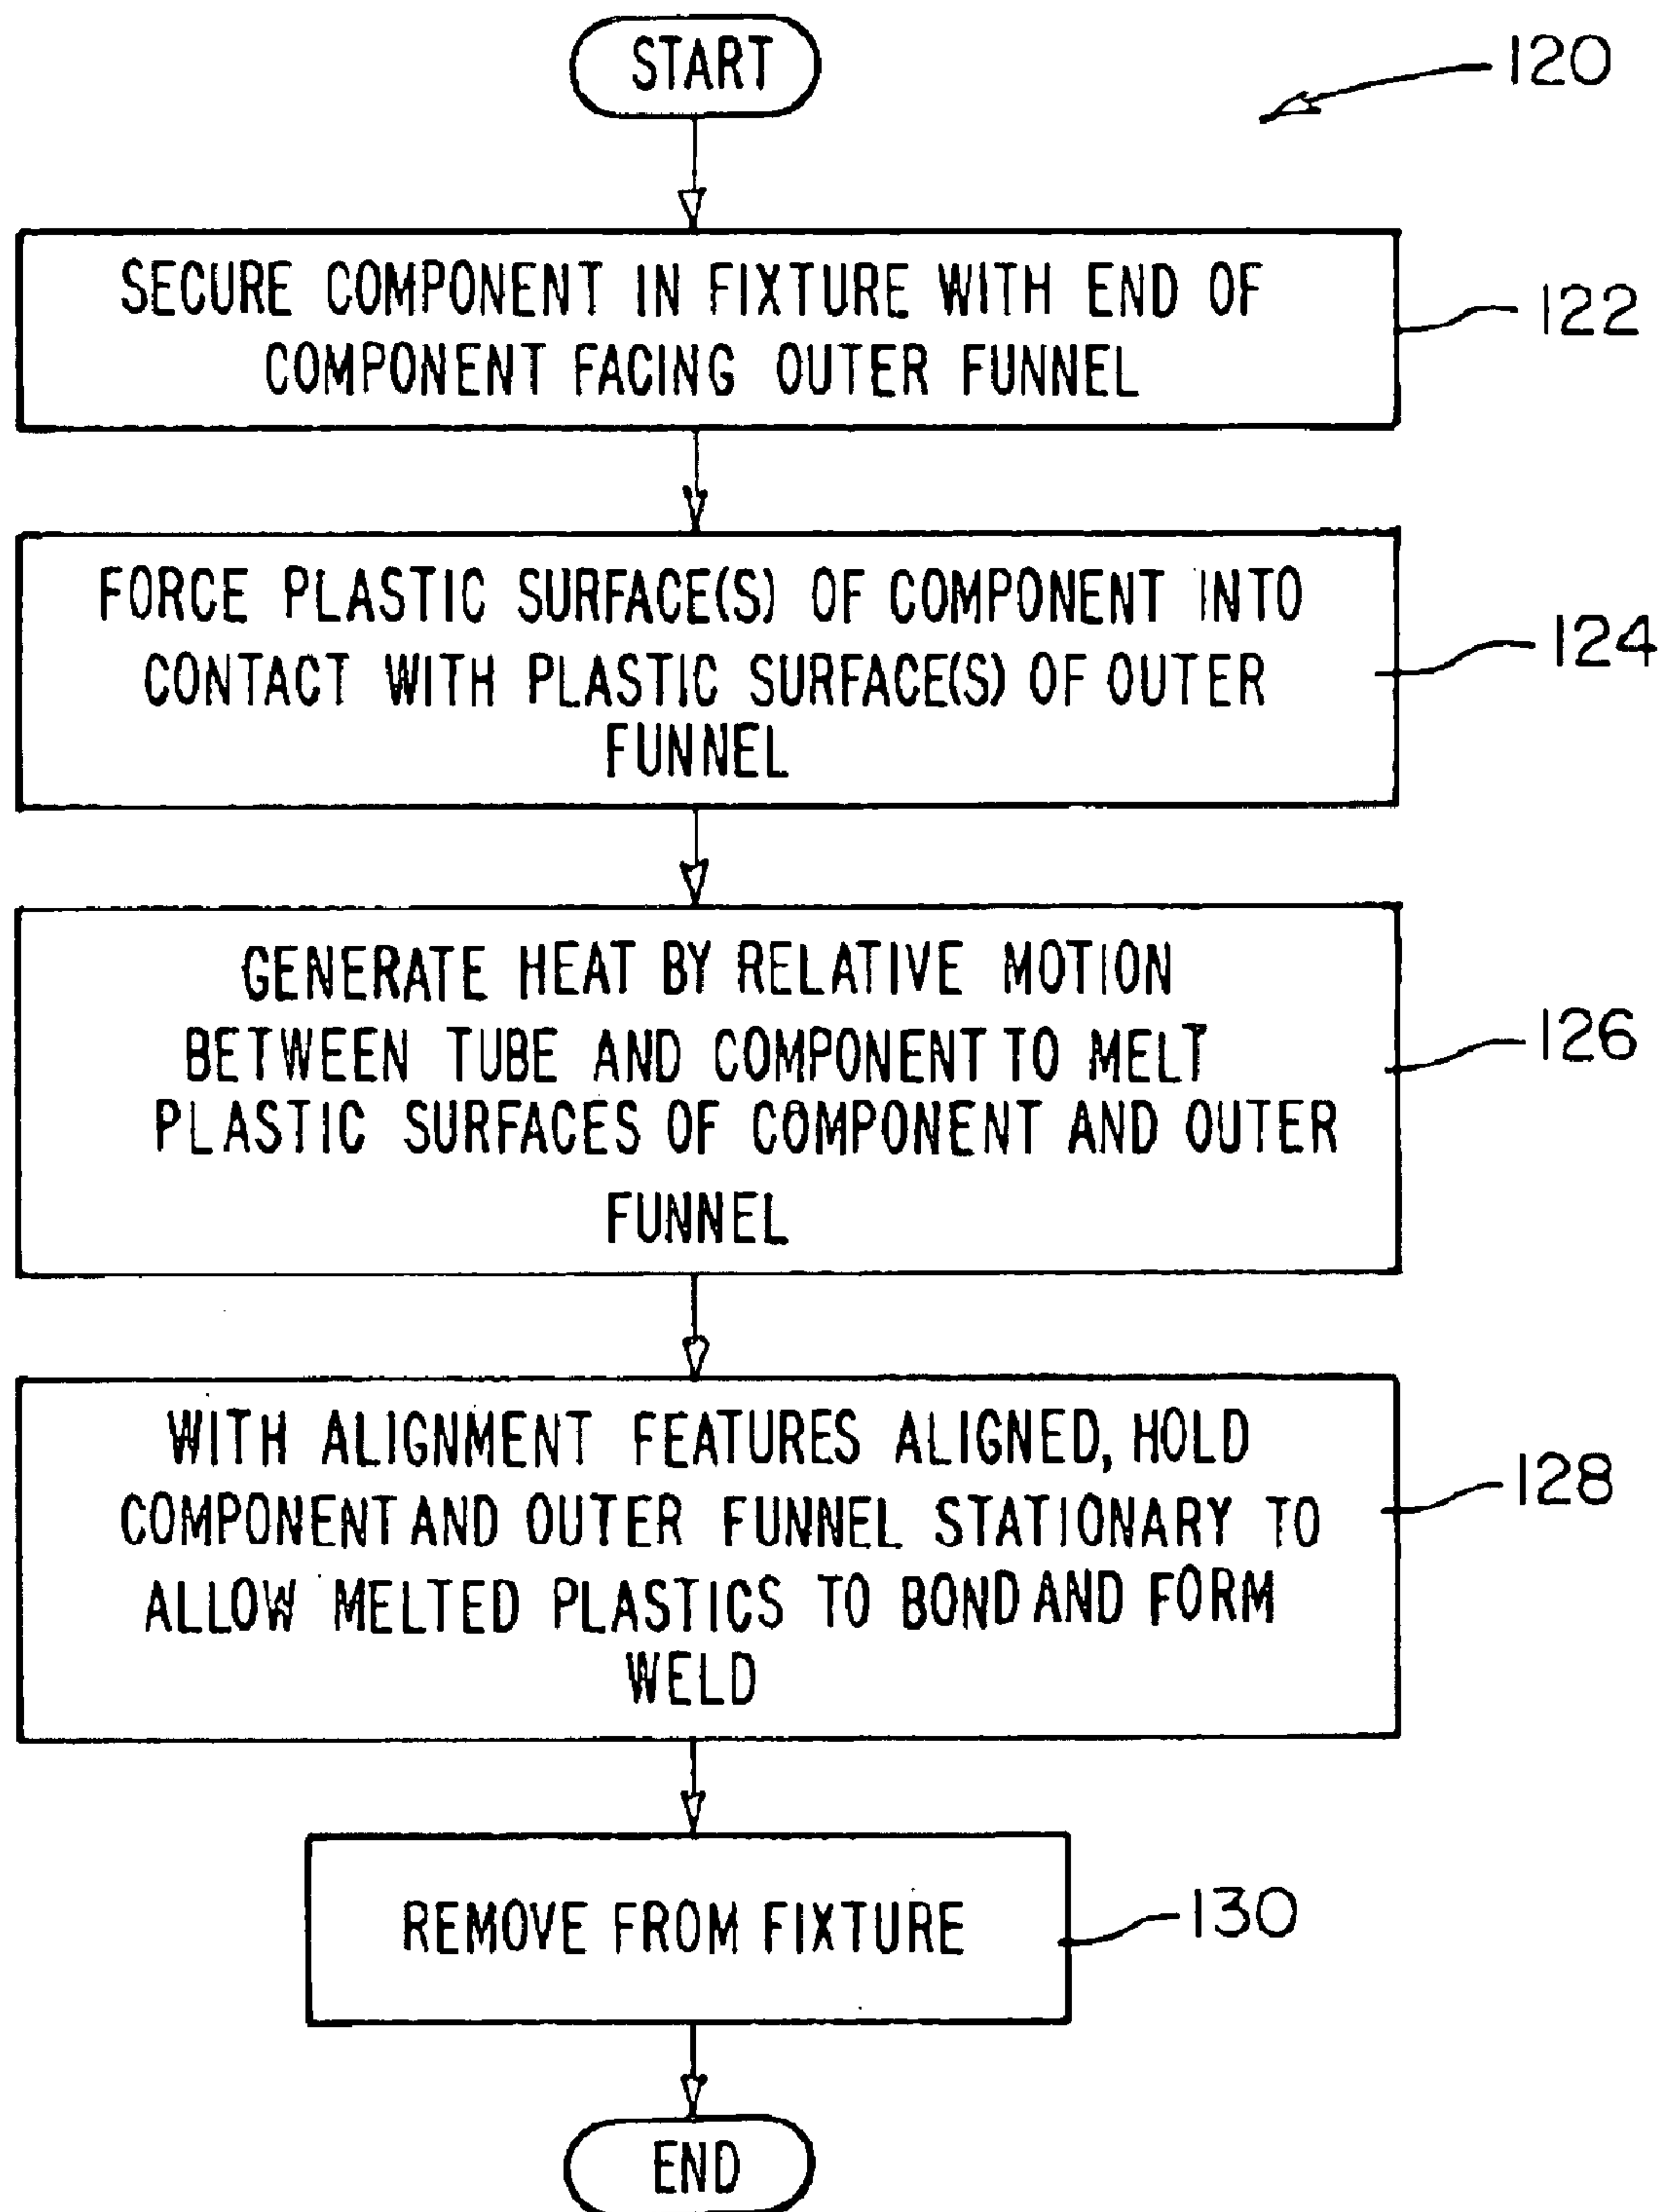 START
120
SECURE COMPONENT IN FIXTURE WITH END OF
COMPONENT FACING OUTER FUNNEL
122
FORCE PLASTIC SURFACE(S) OF COMPONENT INTO
CONTACT WITH PLASTIC SURFACE(S) OF OUTER
FUNNEL
124
GENERATE HEAT BY RELATIVE MOTION
BETWEEN TUBE AND COMPONENT TO MELT
PLASTIC SURFACES OF COMPONENT AND OUTER
FUNNEL
126
WITH ALIGNMENT FEATURES ALIGNED, HOLD
COMPONENT AND OUTER FUNNEL STATIONARY TO
ALLOW MELTED PLASTICS TO BOND AND FORM
WELD
128
REMOVE FROM FIXTURE
130
END